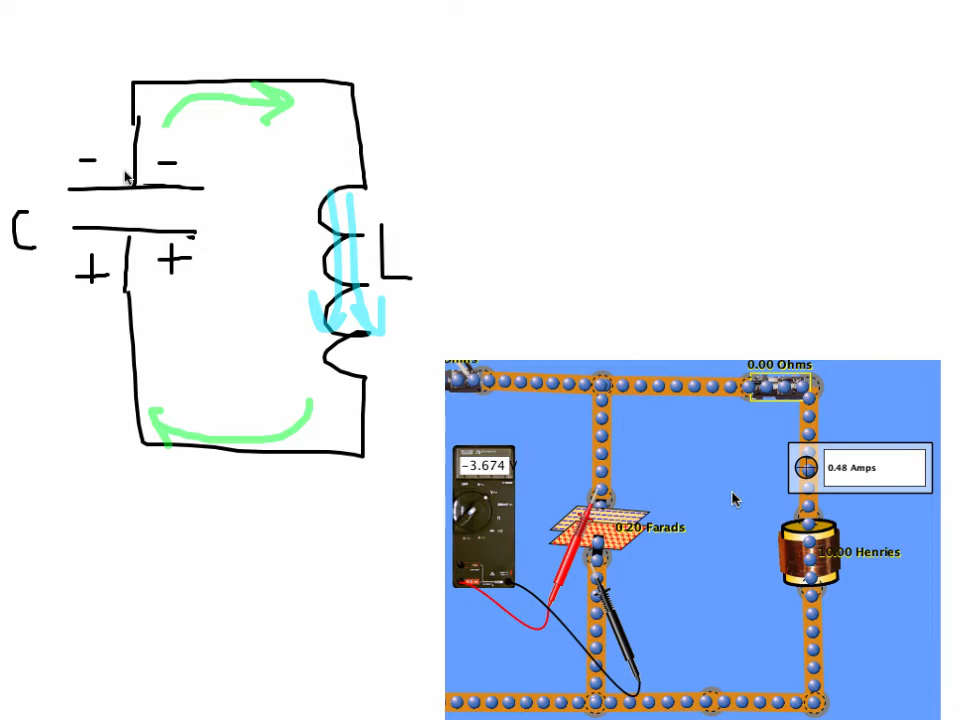 - -
C
L
+ +
0.00 Ohms
-3.674 V
0.48 Amps
0.20 Farads
10.00 Henries